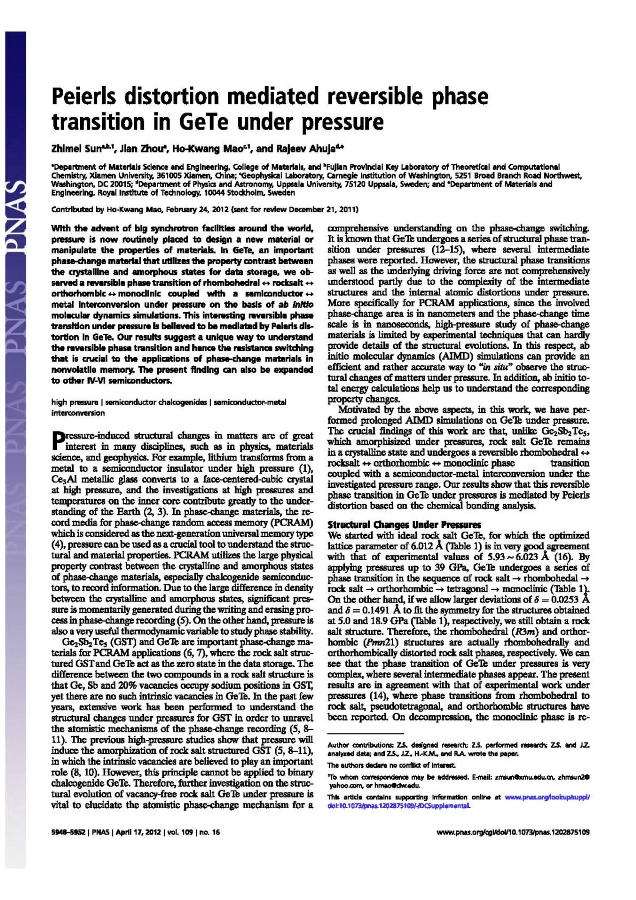 PNAS
PNAS
PNAS
PNAS
Peierls distortion mediated reversible phase
transition in GeTe under pressure
Zhimei Sunᵃ,ᵇ,¹, Jian Zhouᵃ, Ho-Kwang Maoᶜ,¹, and Rajeev Ahujaᵈ,ᵉ
ᵃDepartment of Materials Science and Engineering, College of Materials, and ᵇFujian Provincial Key Laboratory of Theoretical and Computational
Chemistry, Xiamen University, 361005 Xiamen, China; ᶜGeophysical Laboratory, Carnegie Institution of Washington, 5251 Broad Branch Road Northwest,
Washington, DC 20015; ᵈDepartment of Physics and Astronomy, Uppsala University, 75120 Uppsala, Sweden; and ᵉDepartment of Materials and
Engineering, Royal Institute of Technology, 10044 Stockholm, Sweden
Contributed by Ho-Kwang Mao, February 24, 2012 (sent for review December 21, 2011)
With the advent of big synchrotron facilities around the world,
pressure is now routinely placed to design a new material or
manipulate the properties of materials. In GeTe, an important
phase-change material that utilizes the property contrast between
the crystalline and amorphous states for data storage, we ob-
served a reversible phase transition of rhombohedral ↔ rocksalt ↔
orthorhombic ↔ monoclinic coupled with a semiconductor ↔
metal interconversion under pressure on the basis of ab initio
molecular dynamics simulations. This interesting reversible phase
transition under pressure is believed to be mediated by Peierls dis-
tortion in GeTe. Our results suggest a unique way to understand
the reversible phase transition and hence the resistance switching
that is crucial to the applications of phase-change materials in
nonvolatile memory. The present finding can also be expanded
to other IV-VI semiconductors.
high pressure | semiconductor chalcogenides | semiconductor-metal
interconversion
Pressure-induced structural changes in matters are of great
interest in many disciplines, such as in physics, materials
science, and geophysics. For example, lithium transforms from a
metal to a semiconductor insulator under high pressure (1),
Ce₃Al metallic glass converts to a face-centered-cubic crystal
at high pressure, and the investigations at high pressures and
temperatures on the inner core contribute greatly to the under-
standing of the Earth (2, 3). In phase-change materials, the re-
cord media for phase-change random access memory (PCRAM)
which is considered as the next-generation universal memory type
(4), pressure can be used as a crucial tool to understand the struc-
tural and material properties. PCRAM utilizes the large physical
property contrast between the crystalline and amorphous states
of phase-change materials, especially chalcogenide semiconduc-
tors, to record information. Due to the large difference in density
between the crystalline and amorphous states, significant pres-
sure is momentarily generated during the writing and erasing pro-
cess in phase-change recording (5). On the other hand, pressure is
also a very useful thermodynamic variable to study phase stability.
Ge₂Sb₂Te₅ (GST) and GeTe are important phase-change ma-
terials for PCRAM applications (6, 7), where the rock salt struc-
tured GST and GeTe act as the zero state in the data storage. The
difference between the two compounds in a rock salt structure is
that Ge, Sb and 20% vacancies occupy sodium positions in GST,
yet there are no such intrinsic vacancies in GeTe. In the past few
years, extensive work has been performed to understand the
structural changes under pressures for GST in order to unravel
the atomistic mechanisms of the phase-change recording (5, 8–
11). The previous high-pressure studies show that pressure will
induce the amorphization of rock salt structured GST (5, 8–11),
in which the intrinsic vacancies are believed to play an important
role (8, 10). However, this principle cannot be applied to binary
chalcogenide GeTe. Therefore, further investigation on the struc-
tural evolution of vacancy-free rock salt GeTe under pressure is
vital to elucidate the atomistic phase-change mechanism for a
comprehensive understanding on the phase-change switching.
It is known that GeTe undergoes a series of structural phase tran-
sition under pressures (12–15), where several intermediate
phases were reported. However, the structural phase transitions
as well as the underlying driving force are not comprehensively
understood partly due to the complexity of the intermediate
structures and the internal atomic distortions under pressure.
More specifically for PCRAM applications, since the involved
phase-change area is in nanometers and the phase-change time
scale is in nanoseconds, high-pressure study of phase-change
materials is limited by experimental techniques that can hardly
provide details of the structural evolutions. In this respect, ab
initio molecular dynamics (AIMD) simulations can provide an
efficient and rather accurate way to “in situ” observe the struc-
tural changes of matters under pressure. In addition, ab initio to-
tal energy calculations help us to understand the corresponding
property changes.
Motivated by the above aspects, in this work, we have per-
formed prolonged AIMD simulations on GeTe under pressure.
The crucial findings of this work are that, unlike Ge₂Sb₂Te₅,
which amorphisized under pressures, rock salt GeTe remains
in a crystalline state and undergoes a reversible rhombohedral ↔
rocksalt ↔ orthorhombic ↔ monoclinic phase transition
coupled with a semiconductor-metal interconversion under the
investigated pressure range. Our results show that this reversible
phase transition in GeTe under pressures is mediated by Peierls
distortion based on the chemical bonding analysis.
Structural Changes Under Pressures
We started with ideal rock salt GeTe, for which the optimized
lattice parameter of 6.012 Å (Table 1) is in very good agreement
with that of experimental values of 5.93 ~ 6.023 Å (16). By
applying pressures up to 39 GPa, GeTe undergoes a series of
phase transition in the sequence of rock salt → rhombohedal →
rock salt → orthorhombic → tetragonal → monoclinic (Table 1).
On the other hand, if we allow larger deviations of δ = 0.0253 Å
and δ = 0.1491 Å to fit the symmetry for the structures obtained
at 5.0 and 18.9 GPa (Table 1), respectively, we still obtain a rock
salt structure. Therefore, the rhombohedral (R3m) and orthor-
hombic (Pmn21) structures are actually rhombohedrally and
orthorhombically distorted rock salt phases, respectively. We can
see that the phase transition of GeTe under pressures is very
complex, where several intermediate phases appear. The present
results are in agreement with that of experimental work under
pressures (14), where phase transitions from rhombohedral to
rock salt, pseudotetragonal, and orthorhombic structures have
been reported. On decompression, the monoclinic phase is re-
Author contributions: Z.S. designed research; Z.S. performed research; Z.S. and J.Z.
analyzed data; and Z.S., J.Z., H.-K.M., and R.A. wrote the paper.
The authors declare no conflict of interest.
¹To whom correspondence may be addressed. E-mail: zmsun@xmu.edu.cn, zhmsun2@
yahoo.com, or hmao@ciw.edu.
This article contains supporting information online at www.pnas.org/lookup/suppl/
doi:10.1073/pnas.1202875109/-/DCSupplemental.
5948–5952 | PNAS | April 17, 2012 | vol. 109 | no. 16
www.pnas.org/cgi/doi/10.1073/pnas.1202875109